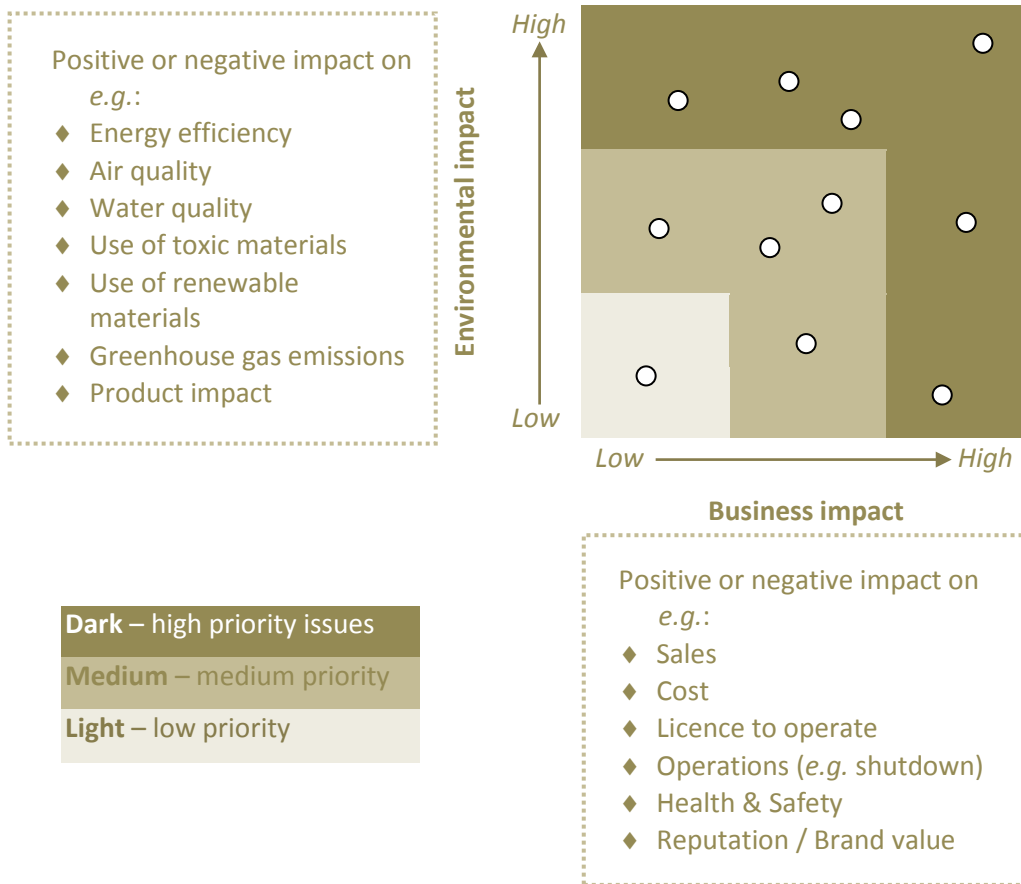 Positive or negative impact on
e.g.:
♦ Energy efficiency
♦ Air quality
♦ Water quality
♦ Use of toxic materials
♦ Use of renewable
materials
♦ Greenhouse gas emissions
♦ Product impact
High
Environmental impact
Low
Low
High
Business impact
Positive or negative impact on
e.g.:
♦ Sales
♦ Cost
♦ Licence to operate
♦ Operations (e.g. shutdown)
♦ Health & Safety
♦ Reputation / Brand value
Dark – high priority issues
Medium – medium priority
Light – low priority